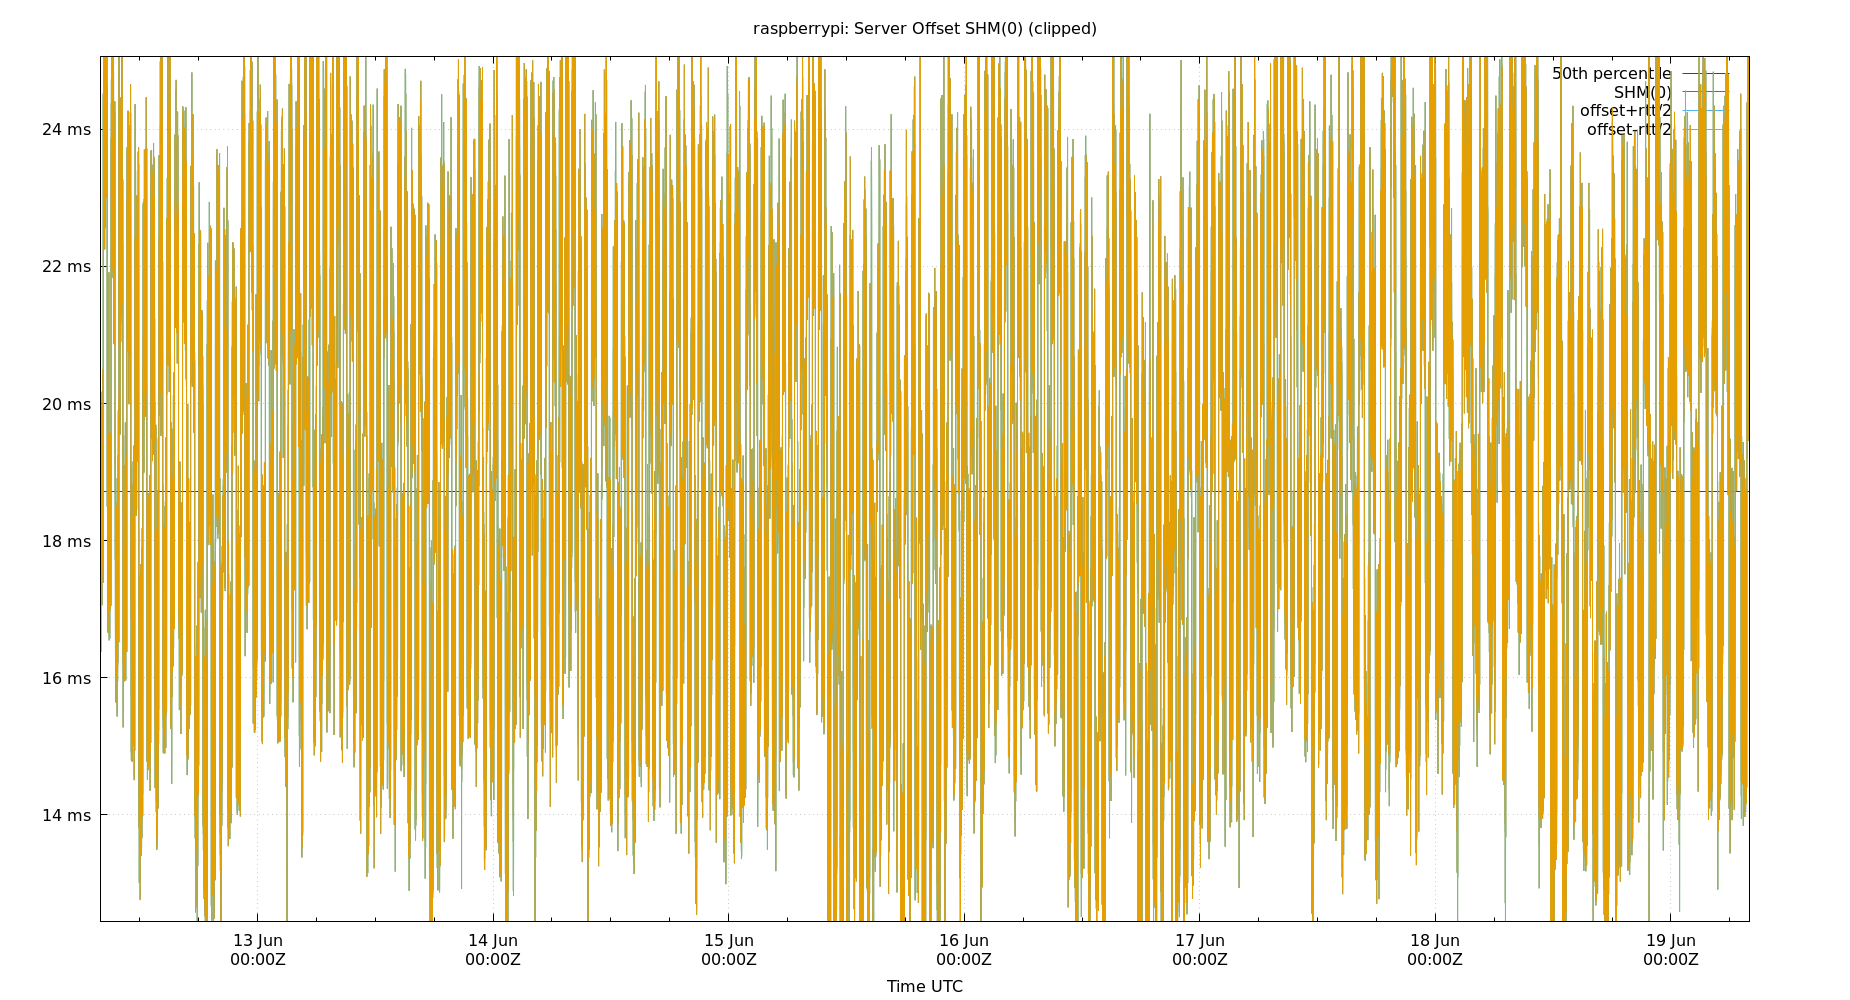 raspberrypi: Server Offset SHM(0) (clipped)
50th percentile
SHM(0)
offset+rtt/2
offset-rtt/2
24 ms
22 ms
20 ms
18 ms
16 ms
14 ms
13 Jun 14 Jun 15 Jun 16 Jun 17 Jun 18 Jun 19 Jun
00:00Z 00:00Z 00:00Z 00:00Z 00:00Z 00:00Z 00:00Z
Time UTC